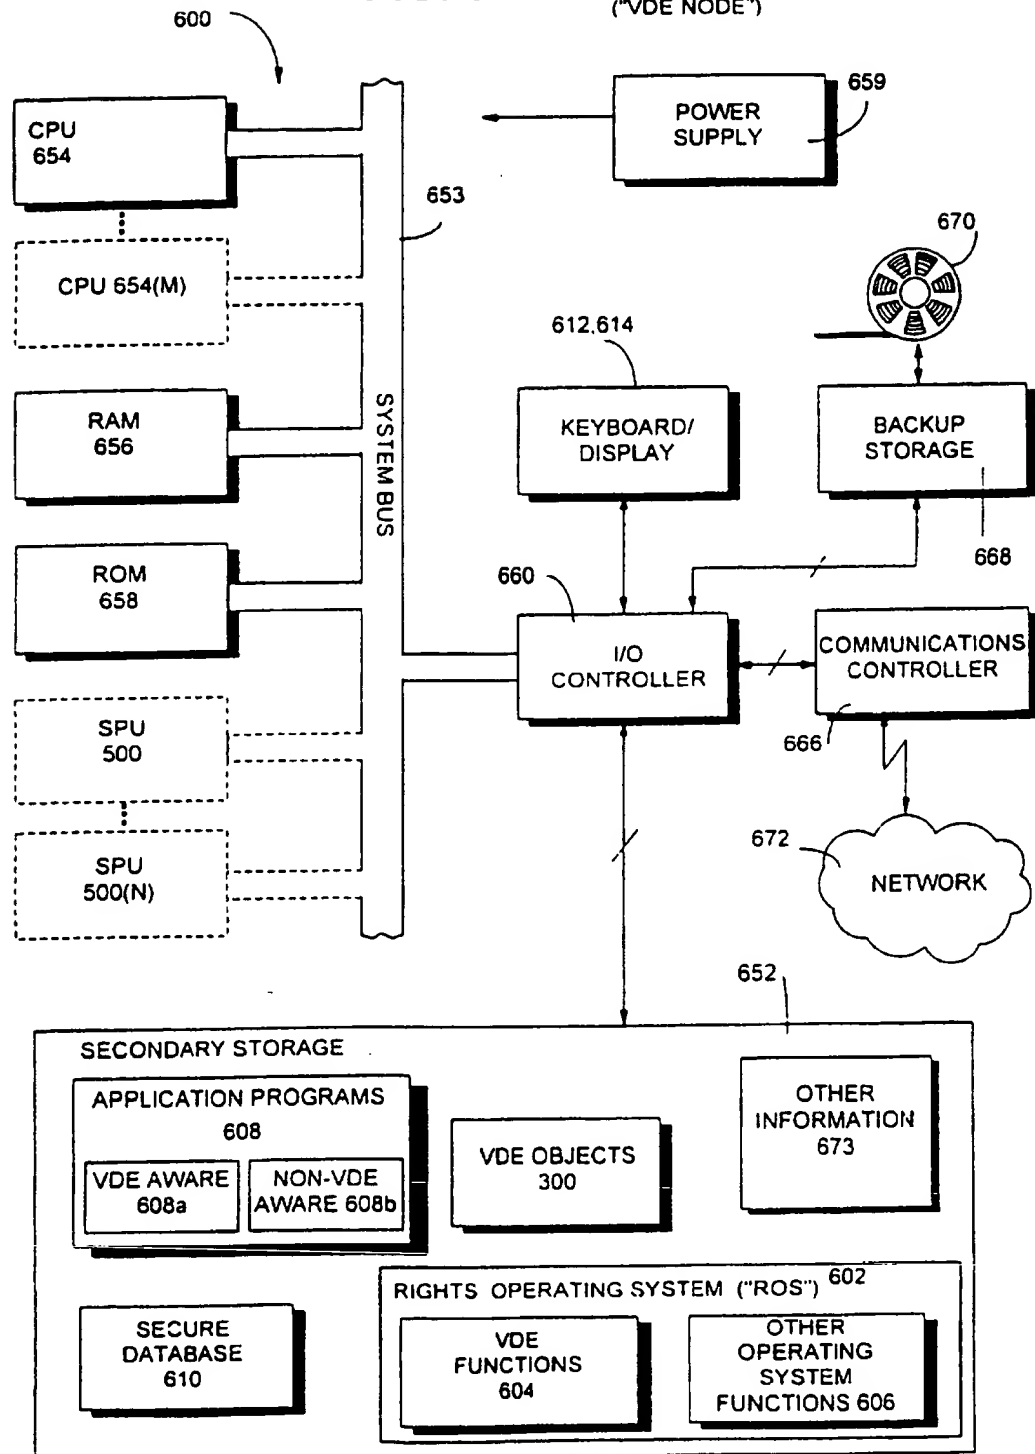 ("VDE NODE")
600
CPU
654
CPU 654(M)
RAM
656
ROM
658
SPU
500
SPU
500(N)
SYSTEM BUS
653
POWER
SUPPLY
659
670
612,614
KEYBOARD/
DISPLAY
BACKUP
STORAGE
668
660
I/O
CONTROLLER
COMMUNICATIONS
CONTROLLER
666
672
NETWORK
652
SECONDARY STORAGE
APPLICATION PROGRAMS
608
VDE AWARE
608a
NON-VDE
AWARE 608b
VDE OBJECTS
300
OTHER
INFORMATION
673
SECURE
DATABASE
610
RIGHTS OPERATING SYSTEM ("ROS") 602
VDE
FUNCTIONS
604
OTHER
OPERATING
SYSTEM
FUNCTIONS 606